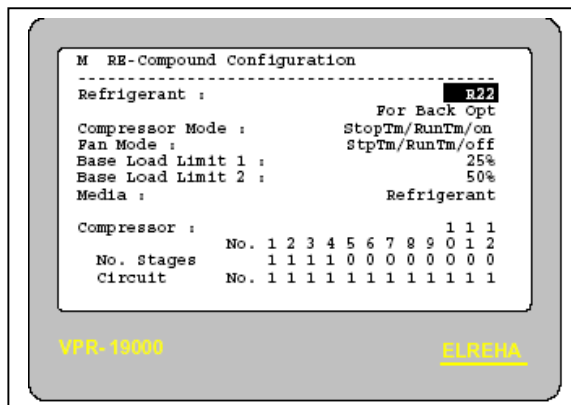 M RE-Compound Configuration
-----------------------------------------
Refrigerant : R22
For Back Opt
Compressor Mode : StopTm/RunTm/on
Fan Mode : StpTm/RunTm/off
Base Load Limit 1 : 25%
Base Load Limit 2 : 50%
Media : Refrigerant
Compressor : 1 1 1
No. 1 2 3 4 5 6 7 8 9 0 1 2
No. Stages 1 1 1 1 0 0 0 0 0 0 0 0
Circuit No. 1 1 1 1 1 1 1 1 1 1 1 1
VPR-19000 ELREHA